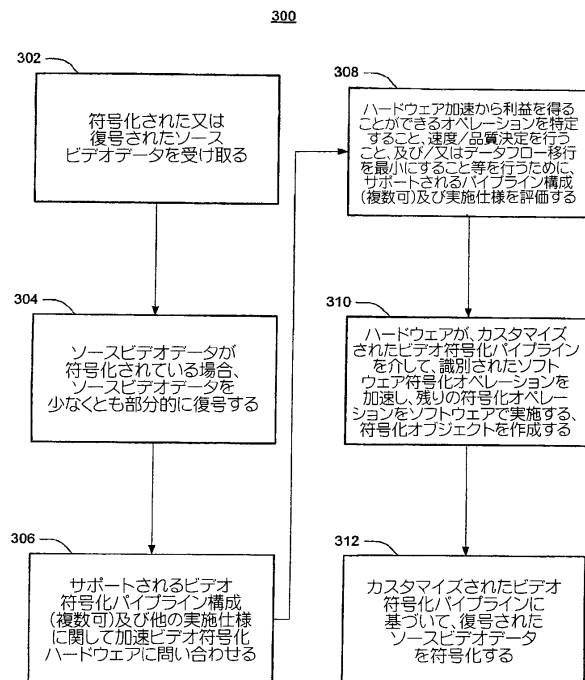 300
302
符号化された又は
復号されたソース
ビデオデータを受け取る
304
ソースビデオデータが
符号化されている場合、
ソースビデオデータを
少なくとも部分的に復号する
306
サポートされるビデオ
符号化パイプライン構成
(複数可)及び他の実施仕様
に関して加速ビデオ符号化
ハードウェアに問い合わせる
308
ハードウェア加速から利益を得る
ことができるオペレーションを特定
すること、速度/品質決定を行う
こと、及び/又はデータフロー移行
を最小にすること等を行うために、
サポートされるパイプライン構成
(複数可)及び実施仕様を評価する
310
ハードウェアが、カスタマイズ
されたビデオ符号化パイプライン
を介して、識別されたソフト
ウェア符号化オペレーションを
加速し、残りの符号化オペレー
ションをソフトウェアで実施する、
符号化オブジェクトを作成する
312
カスタマイズされたビデオ
符号化パイプラインに
基づいて、復号された
ソースビデオデータ
を符号化する